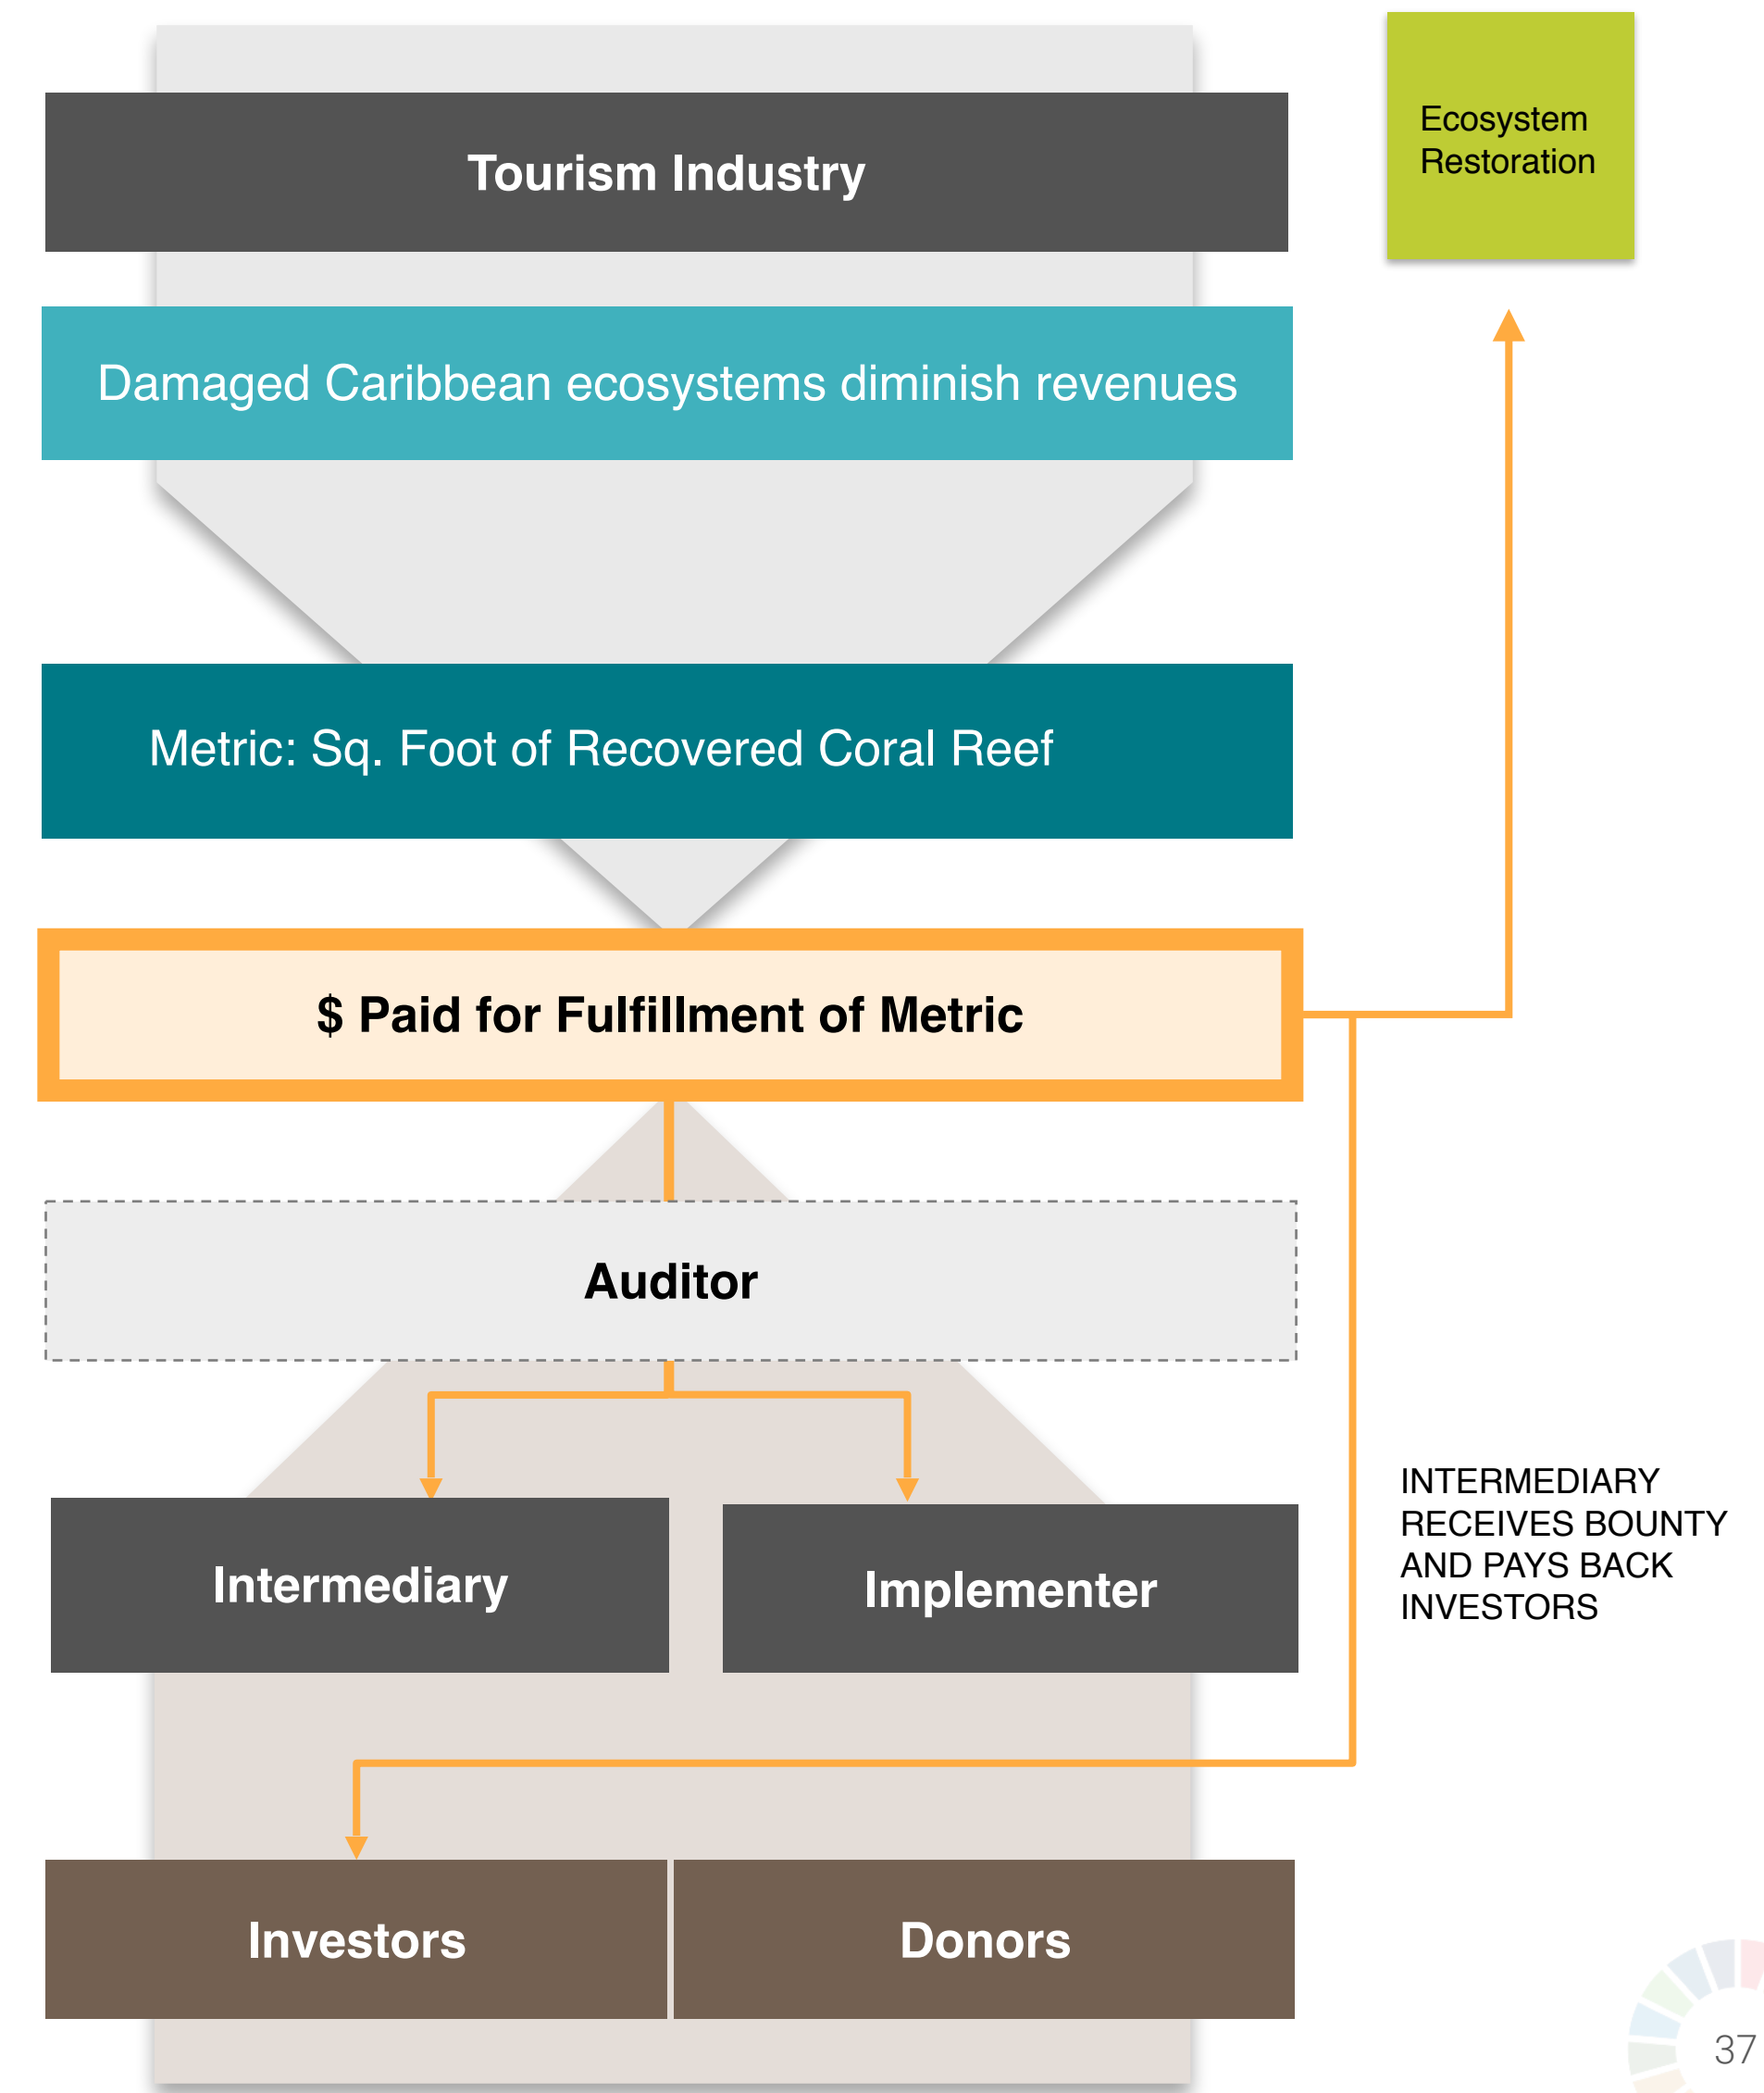 Tourism Industry
Ecosystem
Restoration
Damaged Caribbean ecosystems diminish revenues
Metric: Sq. Foot of Recovered Coral Reef
$ Paid for Fulfillment of Metric
Auditor
Intermediary
Implementer
INTERMEDIARY
RECEIVES BOUNTY
AND PAYS BACK
INVESTORS
Investors
Donors
37